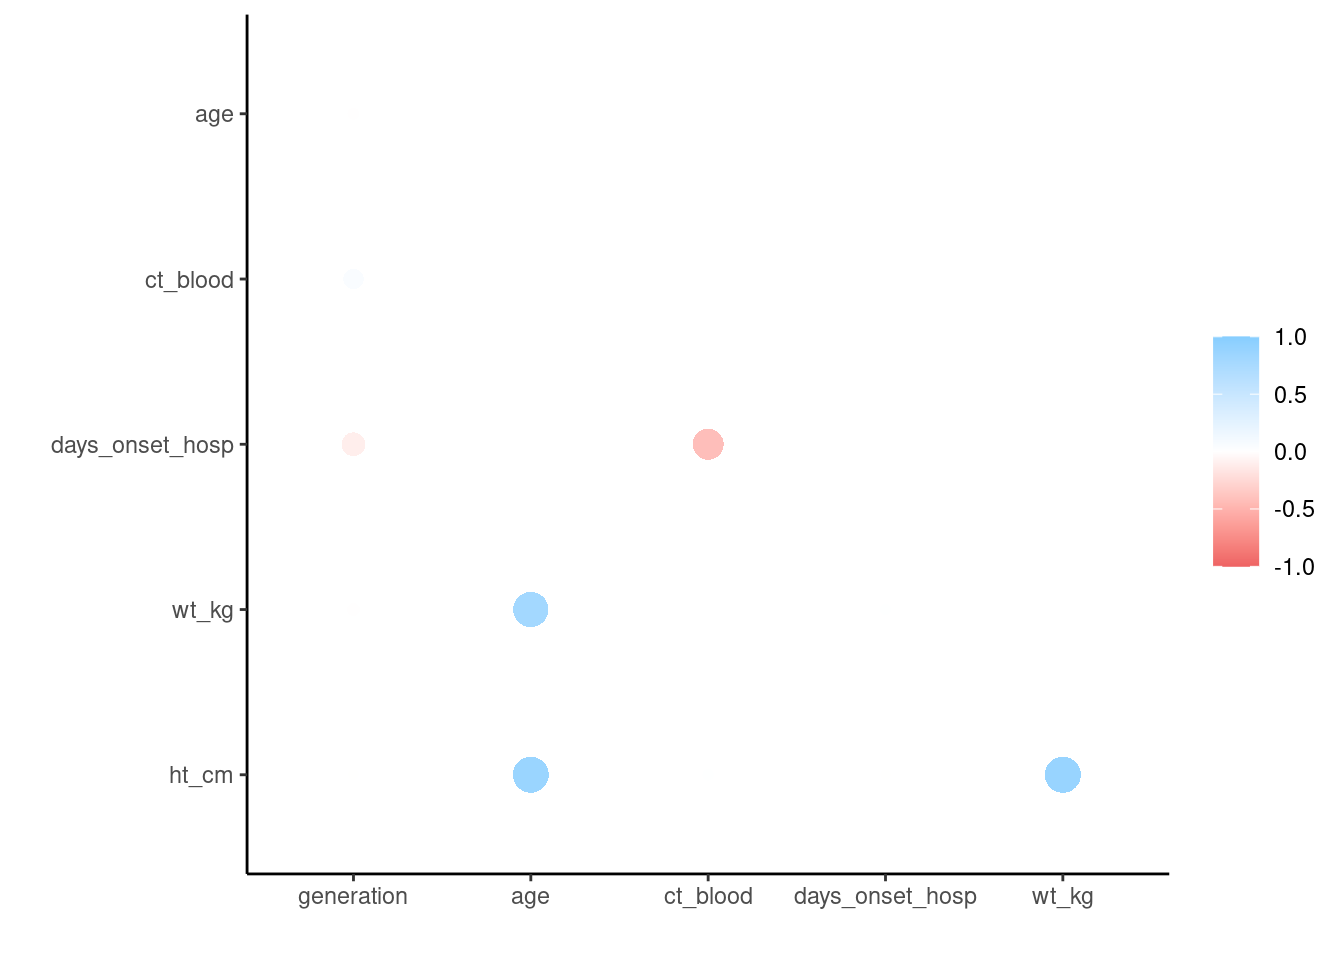 age
ct_blood
days_onset_hosp
wt_kg
ht_cm
generation age ct_blood days_onset_hosp wt_kg
1.0
0.5
0.0
-0.5
-1.0